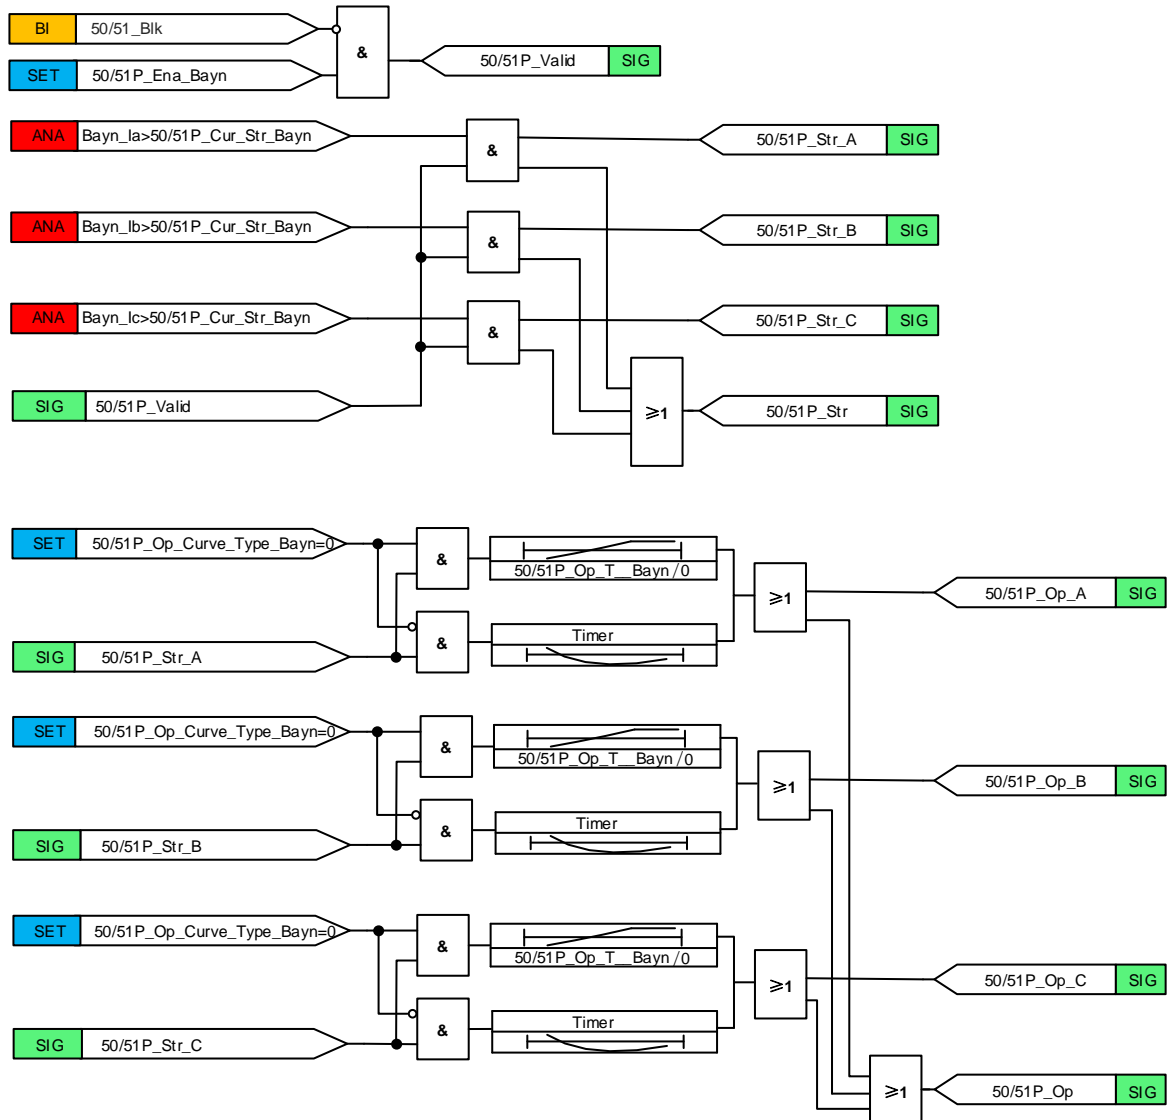 BI 50/51_Blk
&
50/51P_Valid SIG
SET 50/51P_Ena_Bayn
ANA Bayn_Ia>50/51P_Cur_Str_Bayn
&
50/51P_Str_A SIG
ANA Bayn_Ib>50/51P_Cur_Str_Bayn
&
50/51P_Str_B SIG
ANA Bayn_Ic>50/51P_Cur_Str_Bayn
&
50/51P_Str_C SIG
SIG 50/51P_Valid
≥1
50/51P_Str SIG
SET 50/51P_Op_Curve_Type_Bayn=0
&
50/51P_Op_T__Bayn/0
≥1
50/51P_Op_A SIG
&
Timer
SIG 50/51P_Str_A
SET 50/51P_Op_Curve_Type_Bayn=0
&
50/51P_Op_T__Bayn/0
≥1
50/51P_Op_B SIG
&
Timer
SIG 50/51P_Str_B
SET 50/51P_Op_Curve_Type_Bayn=0
&
50/51P_Op_T__Bayn/0
≥1
50/51P_Op_C SIG
&
Timer
SIG 50/51P_Str_C
≥1
50/51P_Op SIG